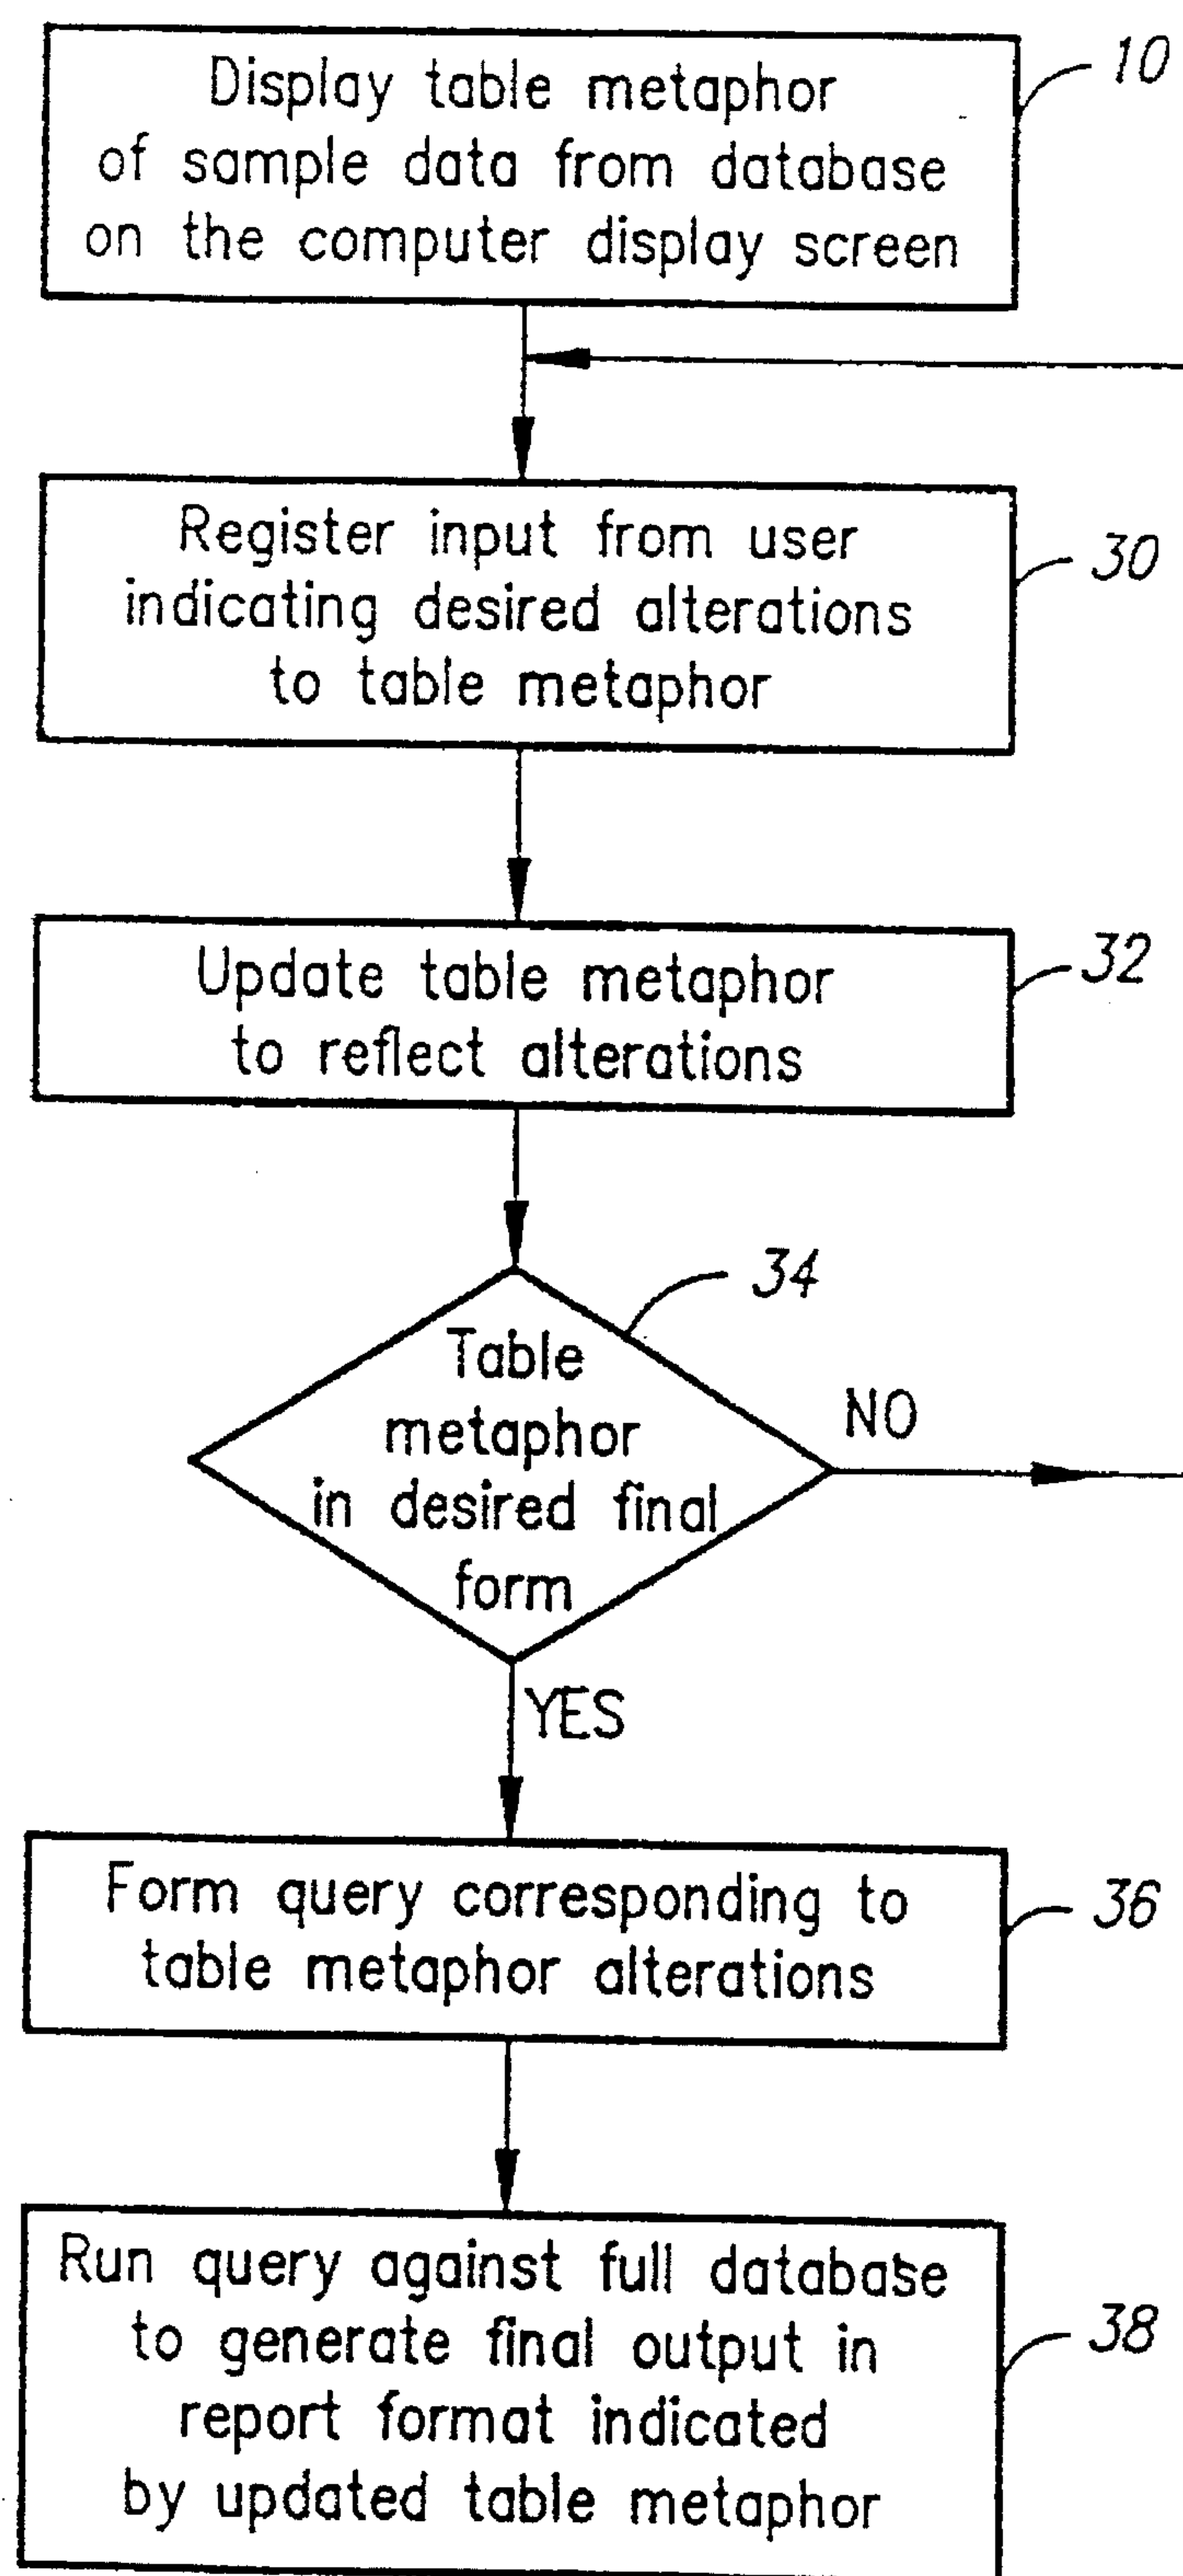 Display table metaphor
of sample data from database
on the computer display screen
10
Register input from user
indicating desired alterations
to table metaphor
30
Update table metaphor
to reflect alterations
32
34
Table
metaphor
in desired final
form
NO
YES
Form query corresponding to
table metaphor alterations
36
Run query against full database
to generate final output in
report format indicated
by updated table metaphor
38